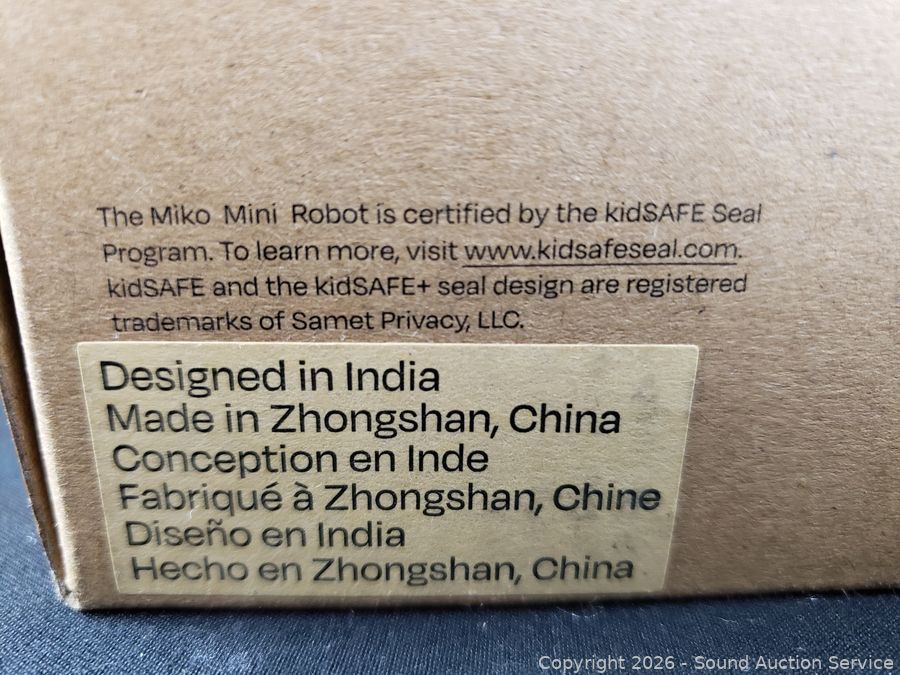 The Miko Mini Robot is certified by the kidSAFE Seal
Program. To learn more, visit www.kidsafeseal.com.
kidSAFE and the kidSAFE+ seal design are registered
trademarks of Samet Privacy, LLC.
Designed in India
Made in Zhongshan, China
Conception en Inde
Fabriqué à Zhongshan, Chine
Diseño en India
Hecho en Zhongshan, China
Copyright 2026 - Sound Auction Service